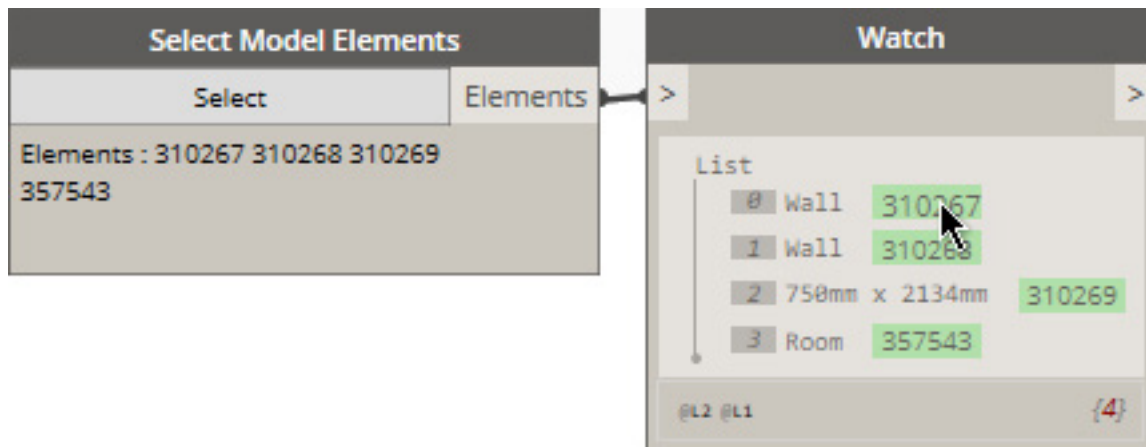 Select Model Elements
Select
Elements
Elements : 310267 310268 310269
357543
Watch
>
>
List
0 Wall 310267
1 Wall 310268
2 750mm x 2134mm 310269
3 Room 357543
@L2 @L1
{4}